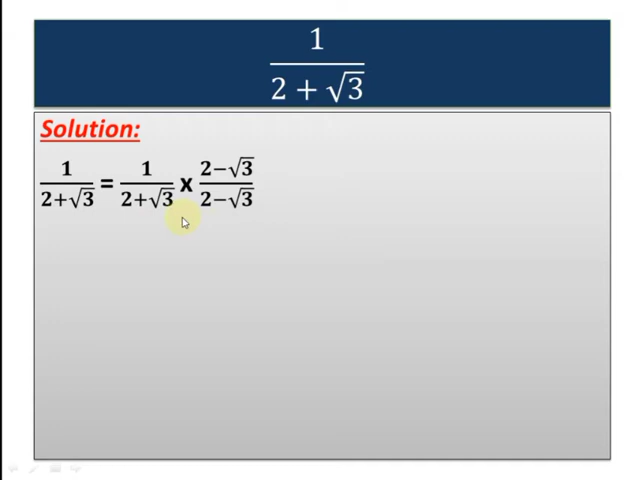 1
2 + √3
Solution:
1/2+√3 = 1/2+√3 x 2−√3/2−√3